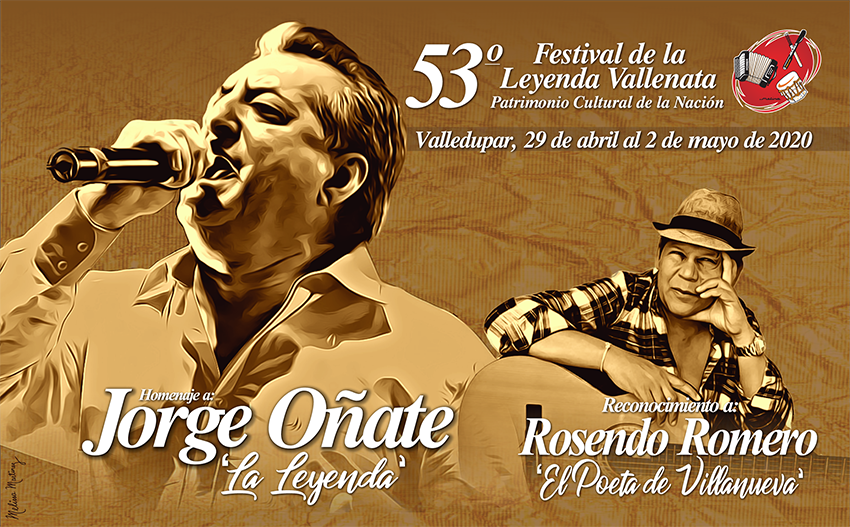 53º
Festival de la
Leyenda Vallenata
Patrimonio Cultural de la Nación
Valledupar, 29 de abril al 2 de mayo de 2020
Homenaje a:
Jorge Oñate
'La Leyenda'
Reconocimiento a:
Rosendo Romero
'El Poeta de Villanueva'